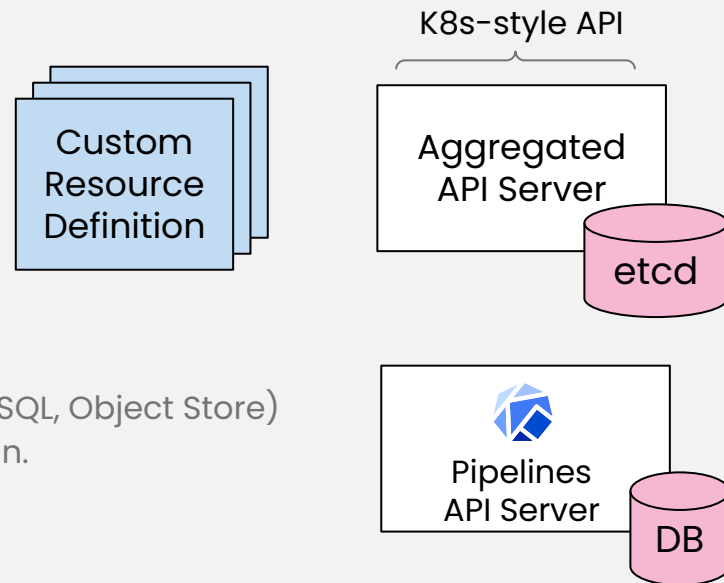 K8s-style API
Custom
Resource
Definition
Aggregated
API Server
etcd
SQL, Object Store)
n.
Pipelines
API Server
DB